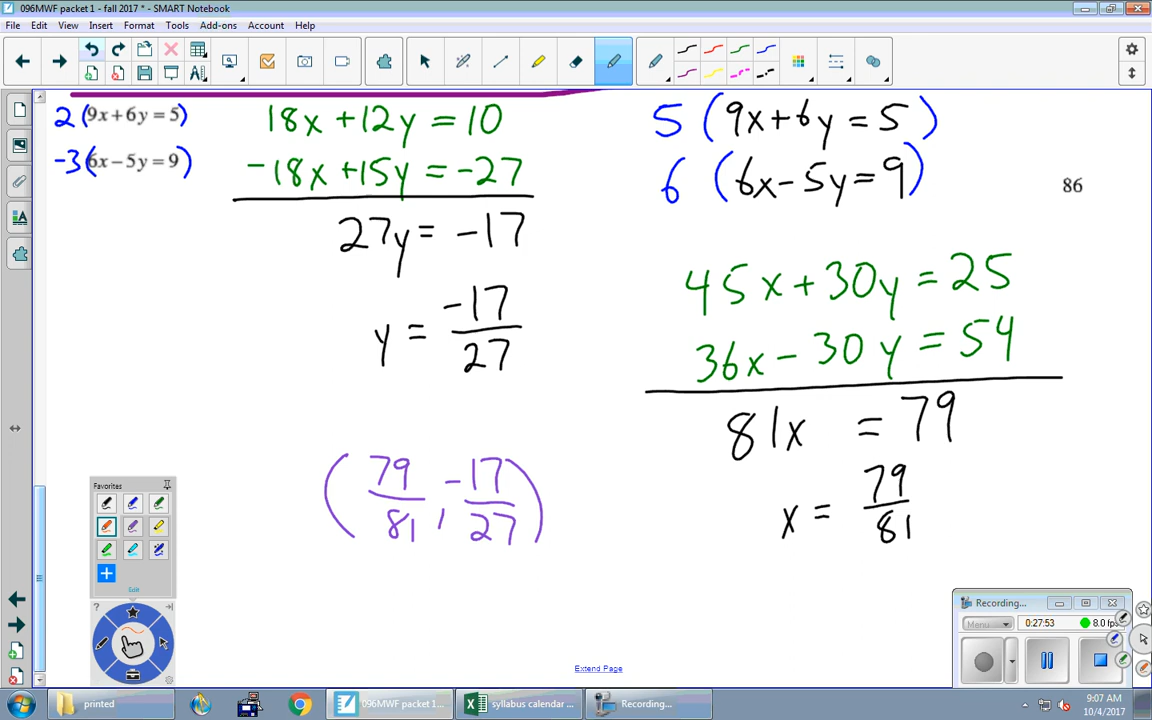 096MWF packet 1 - fall 2017 * - SMART Notebook
File Edit View Insert Format Tools Add-ons Account Help
2(9x+6y=5)
-3(6x-5y=9)
18x +12y = 10
-18x +15y = -27
27y = -17
y = -17/27
(79/81, -17/27)
5 (9x+6y=5)
6 (6x-5y=9)
86
45x+30y=25
36x-30y=54
81x = 79
x = 79/81
Favorites
Edit
?
Extend Page
Recording...
Menu
0:27:53
8.0 fps
printed
096MWF packet 1...
syllabus calendar ...
Recording...
9:07 AM
10/4/2017